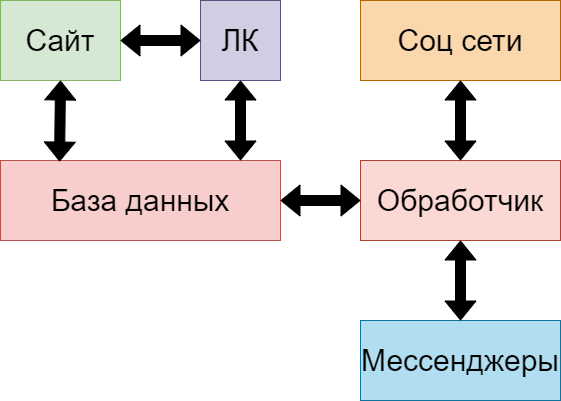 Сайт
ЛК
Соц сети
База данных
Обработчик
Мессенджеры